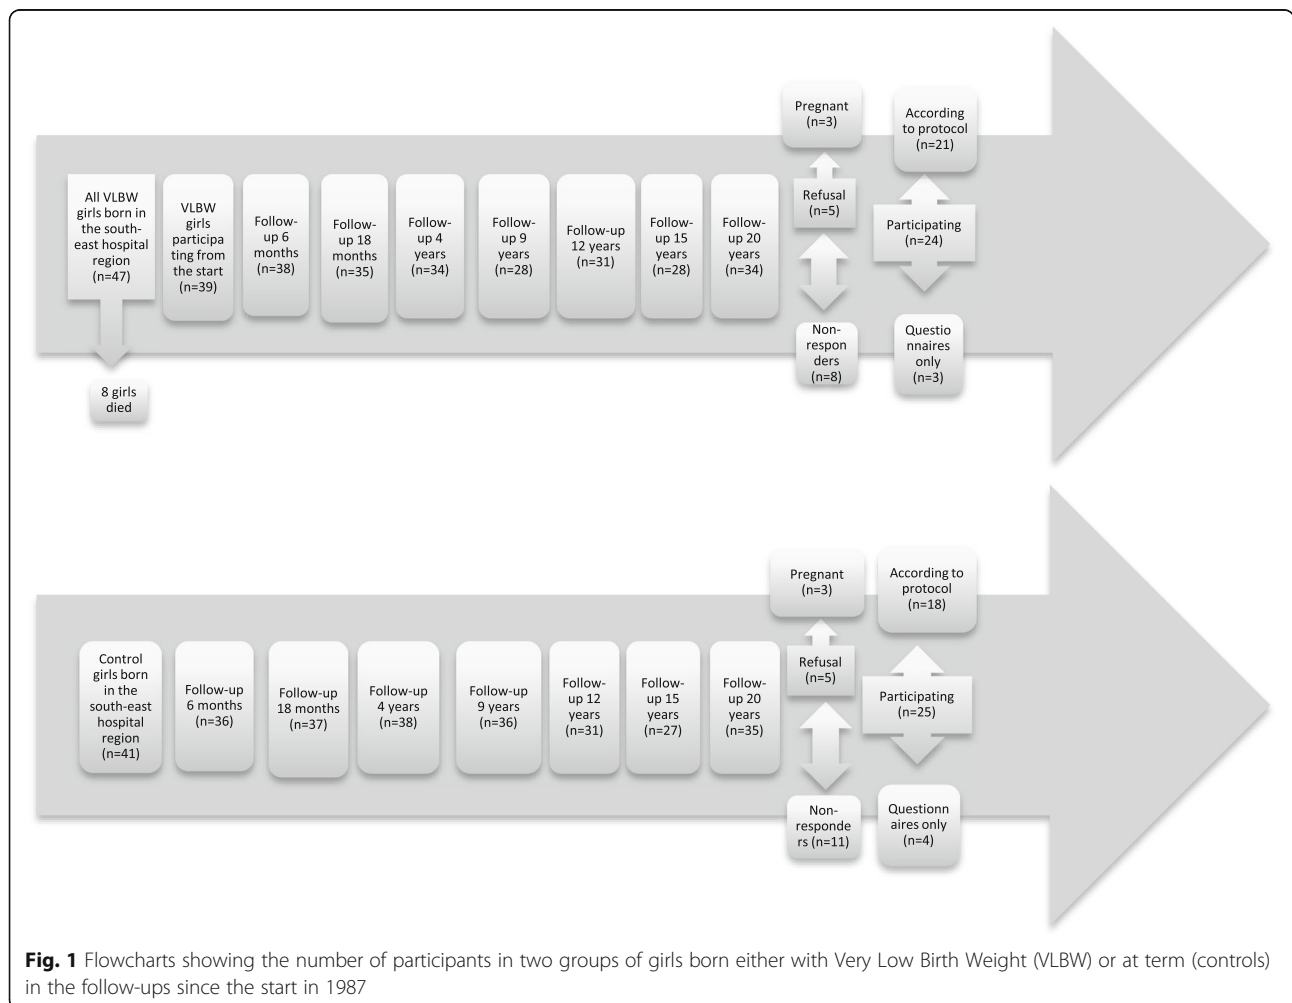 All VLBW
girls born in
the south-
east hospital
region
(n=47)
8 girls
died
VLBW
girls
participa
ting from
the start
(n=39)
Follow-
up 6
months
(n=38)
Follow-
up 18
months
(n=35)
Follow-
up 4
years
(n=34)
Follow-
up 9
years
(n=28)
Follow-up
12 years
(n=31)
Follow-
up 15
years
(n=28)
Follow-
up 20
years
(n=34)
Pregnant
(n=3)
Refusal
(n=5)
Non-
respon
ders
(n=8)
According
to protocol
(n=21)
Participating
(n=24)
Questio
nnaires
only
(n=3)
Control
girls born
in the
south-east
hospital
region
(n=41)
Follow-up
6 months
(n=36)
Follow-up
18 months
(n=37)
Follow-up
4 years
(n=38)
Follow-up
9 years
(n=36)
Follow-
up 12
years
(n=31)
Follow-
up 15
years
(n=27)
Follow-
up 20
years
(n=35)
Pregnant
(n=3)
Refusal
(n=5)
Non-
responde
rs (n=11)
According to
protocol
(n=18)
Participating
(n=25)
Questionn
aires only
(n=4)
Fig. 1 Flowcharts showing the number of participants in two groups of girls born either with Very Low Birth Weight (VLBW) or at term (controls)
in the follow-ups since the start in 1987